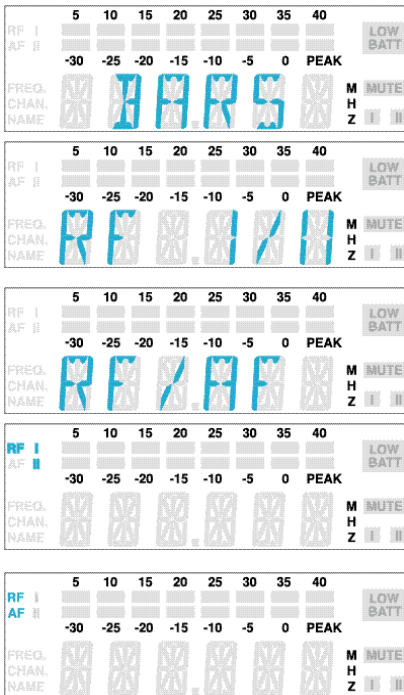 5 10 15 20 25 30 35 40
RF I
AF II
LOW
BATT
-30 -25 -20 -15 -10 -5 0 PEAK
FREQ.
CHAN.
NAME
BARS
M MUTE
H
Z I II
5 10 15 20 25 30 35 40
RF I
AF II
LOW
BATT
-30 -25 -20 -15 -10 -5 0 PEAK
FREQ.
CHAN.
NAME
RF I/II
M MUTE
H
Z I II
5 10 15 20 25 30 35 40
RF I
AF II
LOW
BATT
-30 -25 -20 -15 -10 -5 0 PEAK
FREQ.
CHAN.
NAME
RF/AF
M MUTE
H
Z I II
5 10 15 20 25 30 35 40
RF I
AF II
LOW
BATT
-30 -25 -20 -15 -10 -5 0 PEAK
FREQ.
CHAN.
NAME
M MUTE
H
Z I II
5 10 15 20 25 30 35 40
RF I
AF II
LOW
BATT
-30 -25 -20 -15 -10 -5 0 PEAK
FREQ.
CHAN.
NAME
M MUTE
H
Z I II